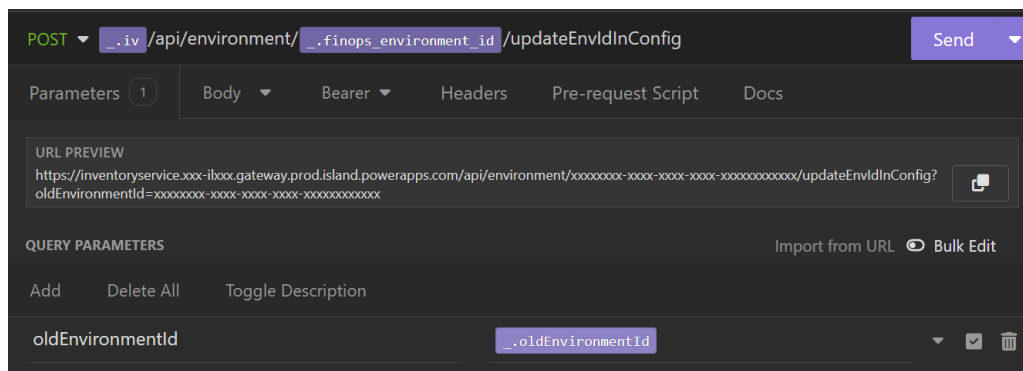 POST _.iv /api/environment/ _.finops_environment_id /updateEnvIdInConfig Send
Parameters 1 Body Bearer Headers Pre-request Script Docs
URL PREVIEW
https://inventoryservice.xxx-ilxxx.gateway.prod.island.powerapps.com/api/environment/xxxxxxxx-xxxx-xxxx-xxxx-xxxxxxxxxxxx/updateEnvIdInConfig?
oldEnvironmentId=xxxxxxxx-xxxx-xxxx-xxxx-xxxxxxxxxxxx
QUERY PARAMETERS Import from URL Bulk Edit
Add Delete All Toggle Description
oldEnvironmentId _.oldEnvironmentId